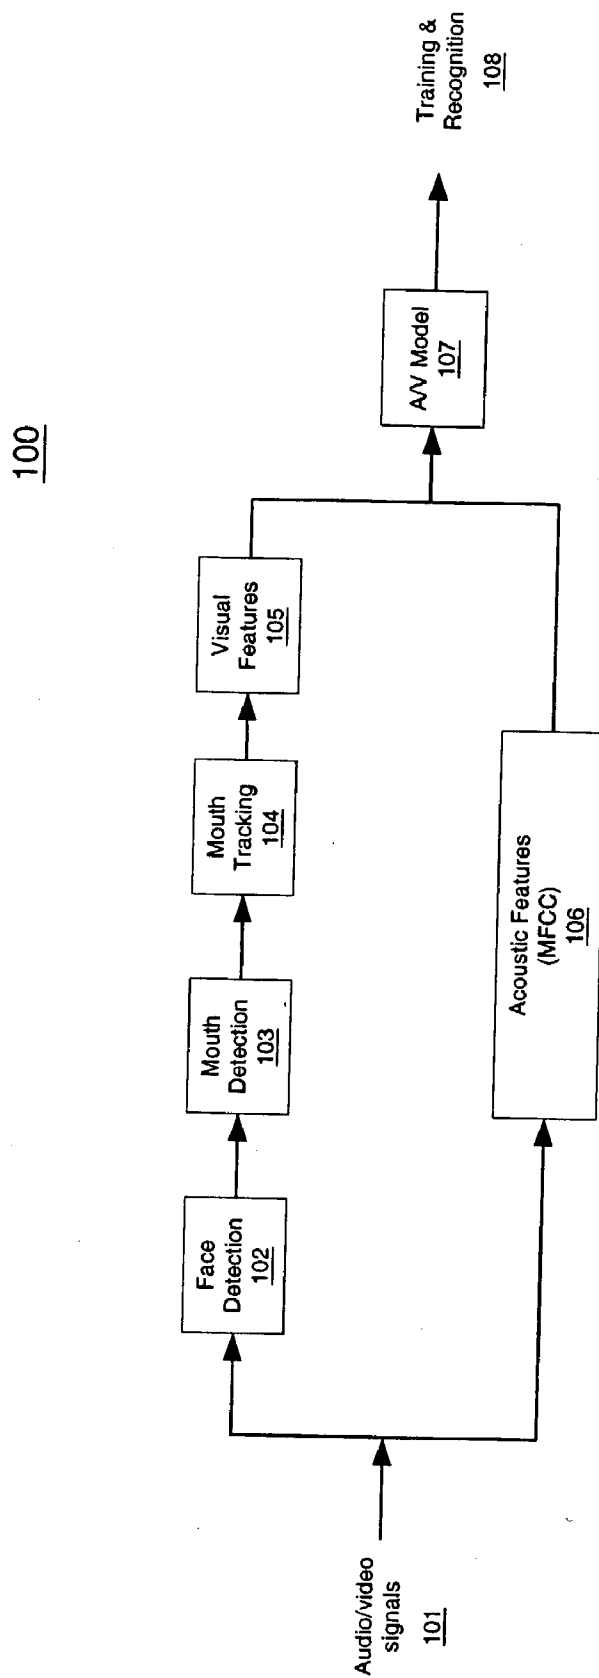 100
Audio/video
signals
101
Face
Detection
102
Mouth
Detection
103
Mouth
Tracking
104
Visual
Features
105
Acoustic Features
(MFCC)
106
A/V Model
107
Training &
Recognition
108